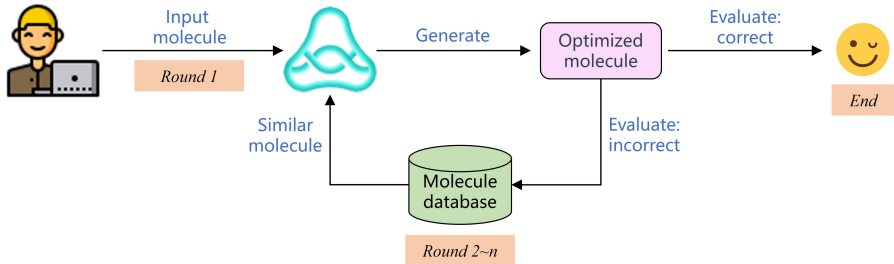 Input
molecule
Round 1
Generate
Optimized
molecule
Evaluate:
correct
End
Similar
molecule
Evaluate:
incorrect
Molecule
database
Round 2~n